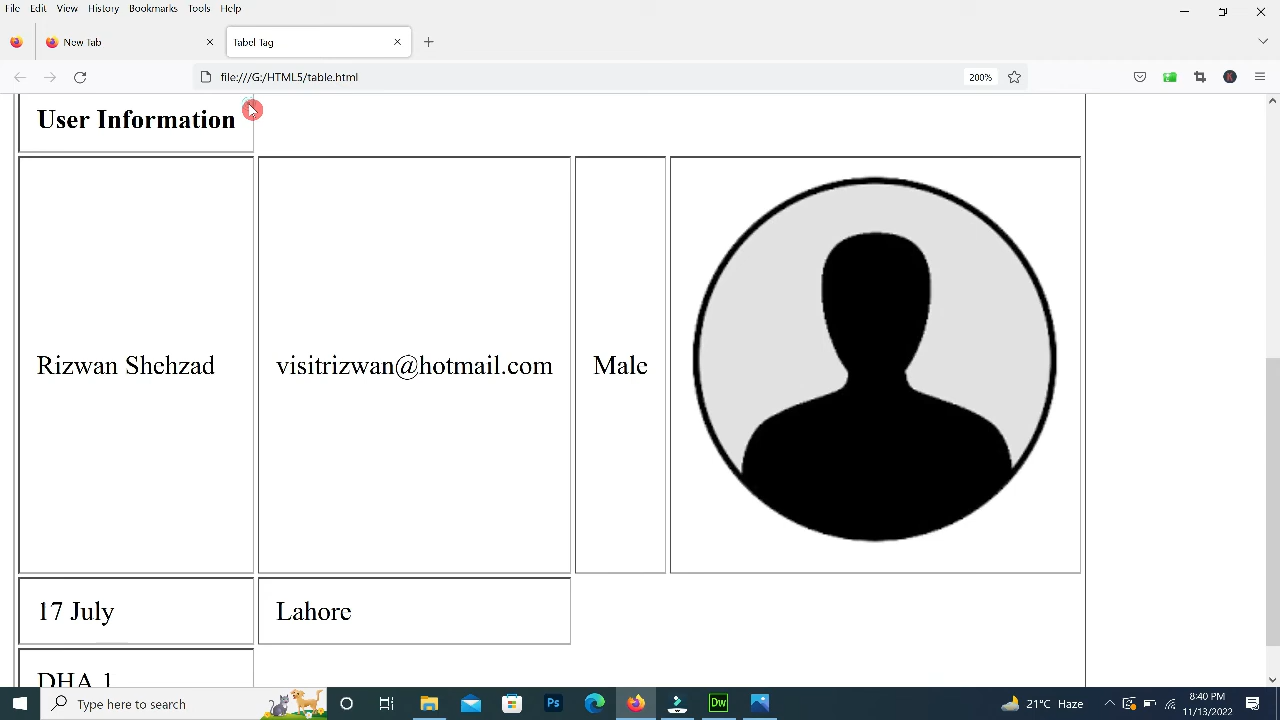 File Edit View History Bookmarks Tools Help
New Tab
Tabel Tag
file:///G:/HTML5/table.html
200%
K
User Information
Rizwan Shehzad
visitrizwan@hotmail.com
Male
17 July
Lahore
DHA 1
Type here to search
Ps
Dw
21°C Haze
8:40 PM
11/13/2022